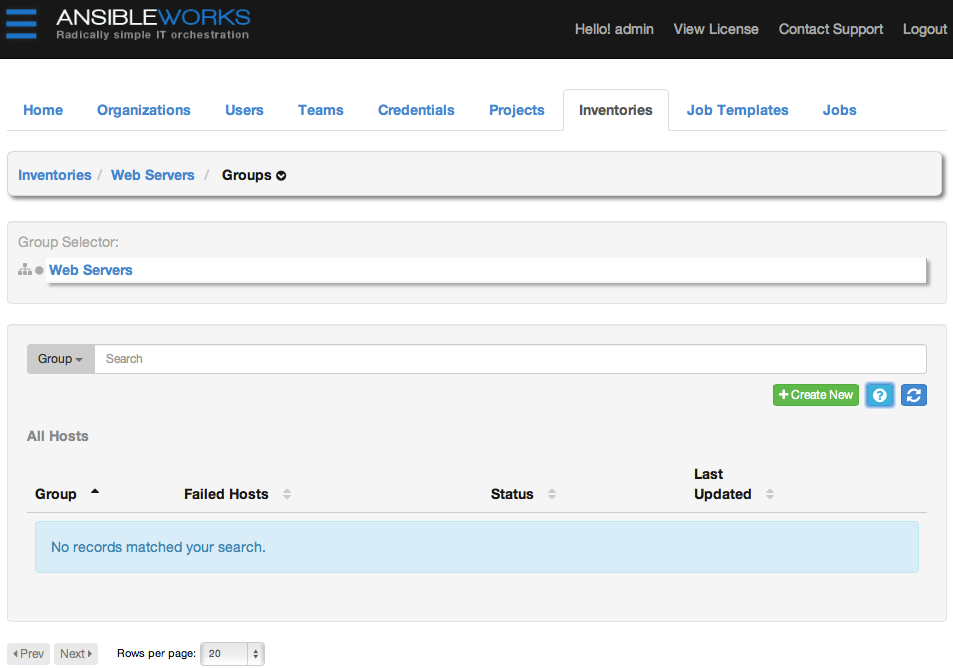 ANSIBLEWORKS
Radically simple IT orchestration
Hello! admin View License Contact Support Logout
Home Organizations Users Teams Credentials Projects Inventories Job Templates Jobs
Inventories / Web Servers / Groups
Group Selector:
Web Servers
Group Search
+ Create New ?
All Hosts
Group Failed Hosts Status Last Updated
No records matched your search.
Prev Next Rows per page: 20